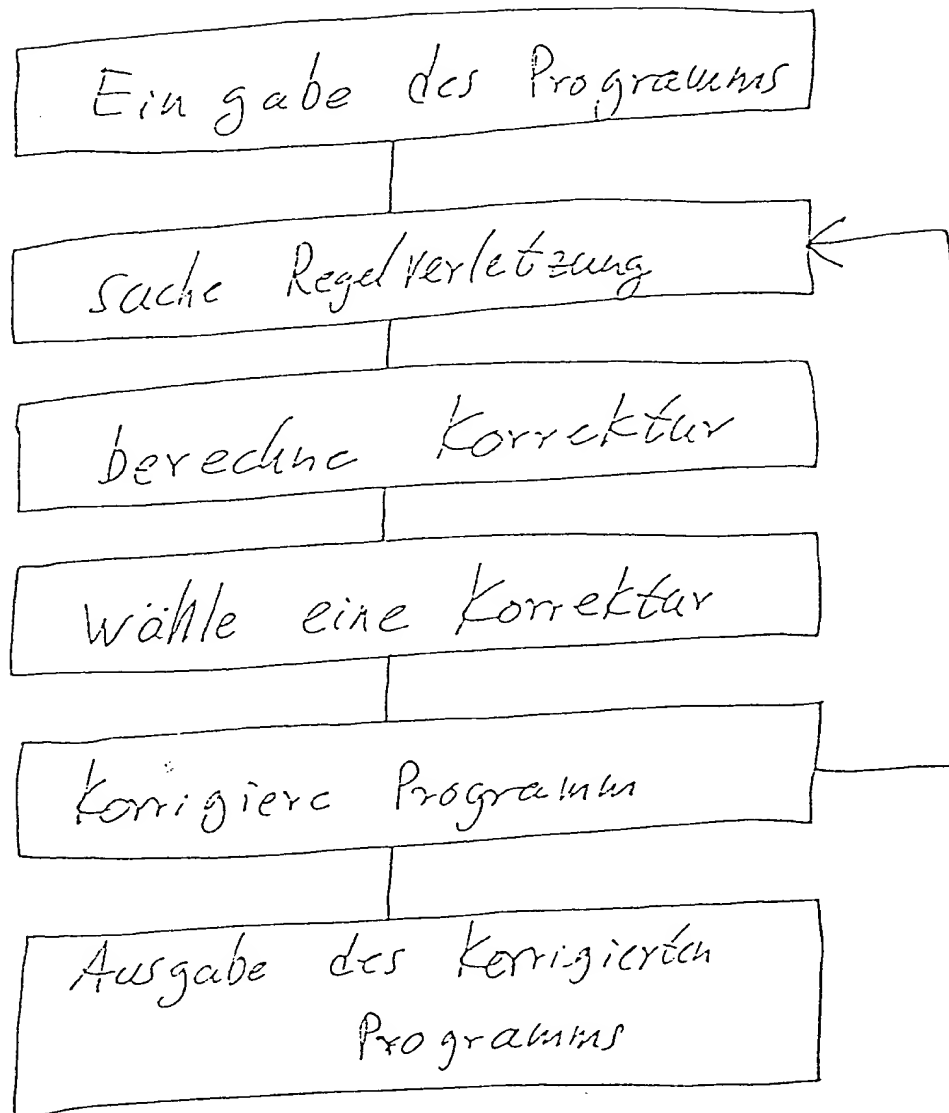 Eingabe des Programms
suche Regelverletzung
berechne Korrektur
wähle eine Korrektur
Korrigiere Programm
Ausgabe des Korrigierten
Programms